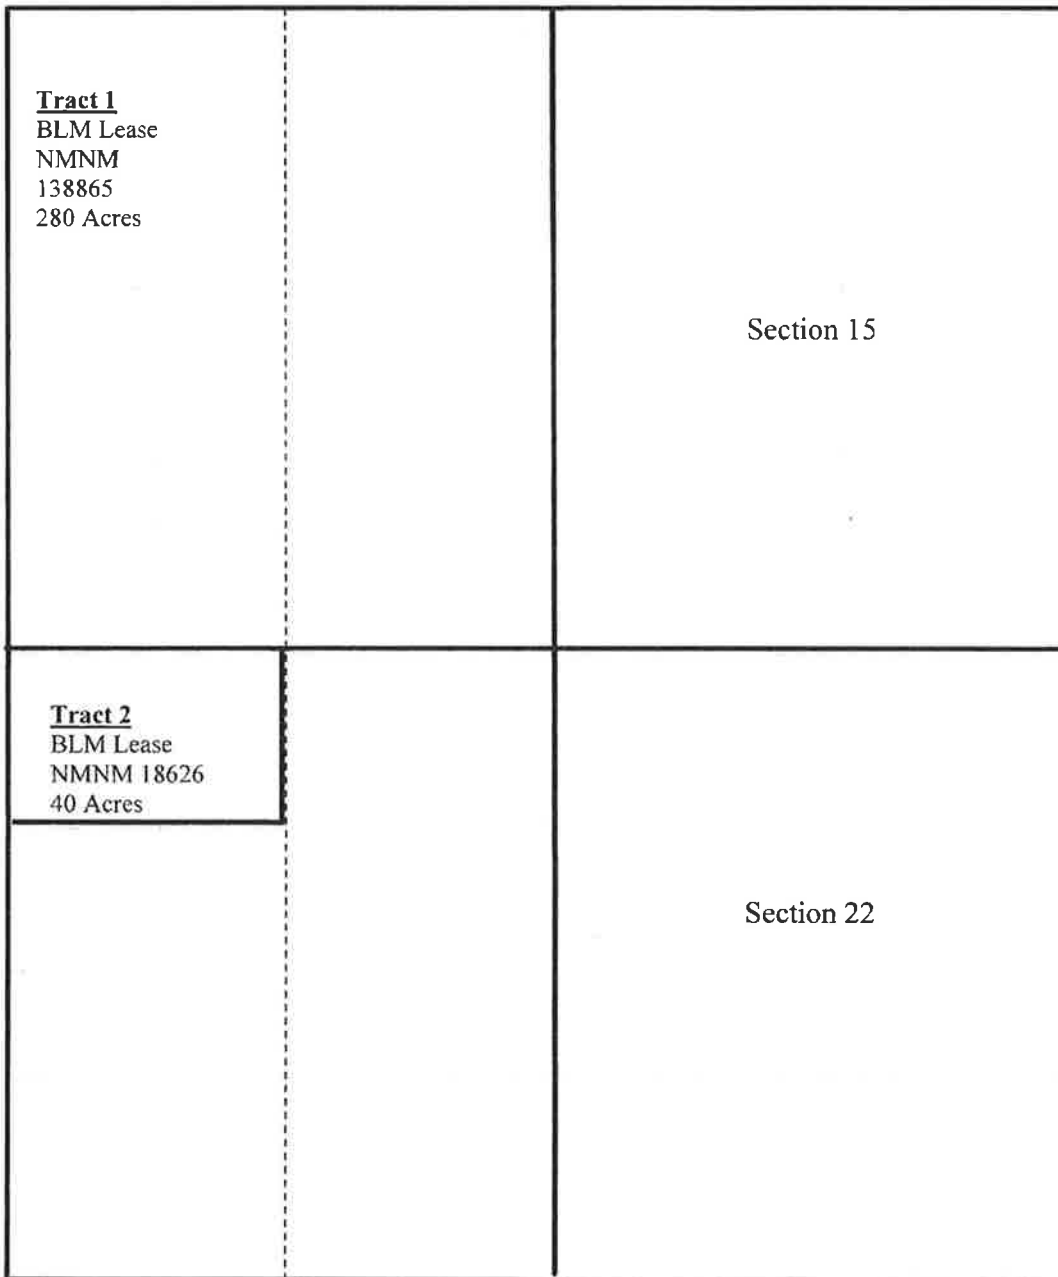 Tract 1
BLM Lease
NMNM
138865
280 Acres
Section 15
Tract 2
BLM Lease
NMNM 18626
40 Acres
Section 22